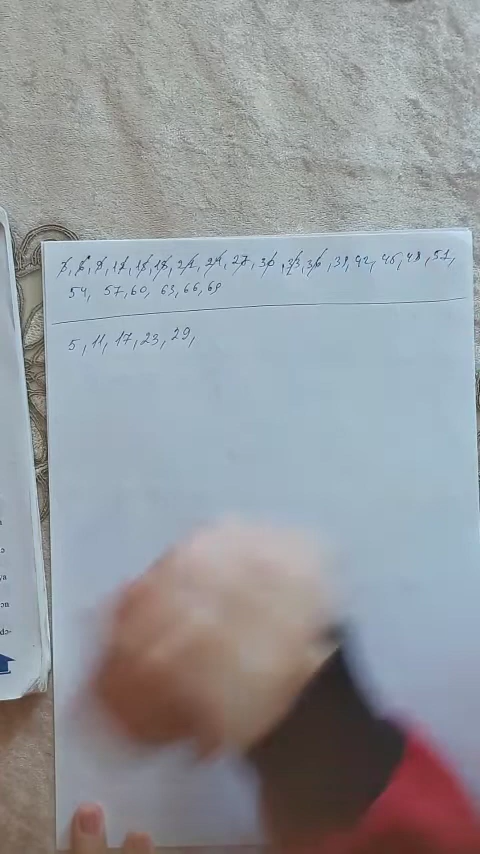 3, 6, 9, 12, 15, 18, 21, 24, 27, 30, 33, 36, 39, 42, 45, 48, 51,
54, 57, 60, 63, 66, 69
5, 11, 17, 23, 29,